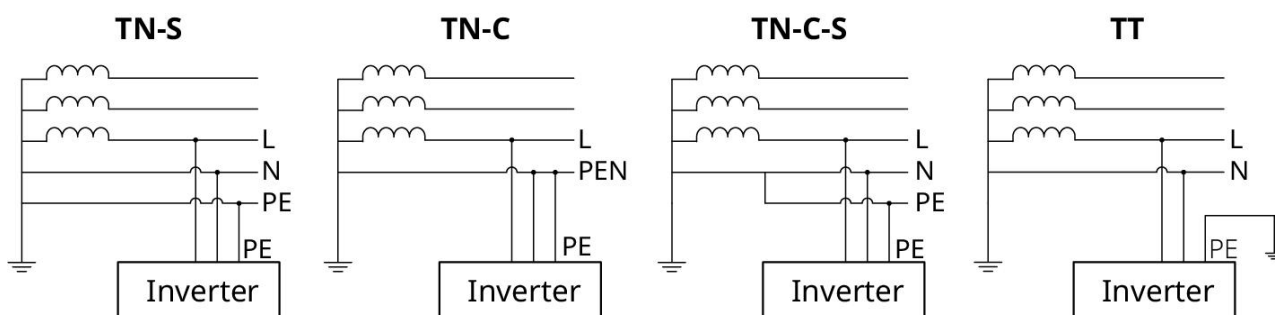 TN-S
TN-C
TN-C-S
TT
L
N
PE
PE
Inverter
L
PEN
PE
Inverter
L
N
PE
PE
Inverter
L
N
PE
Inverter